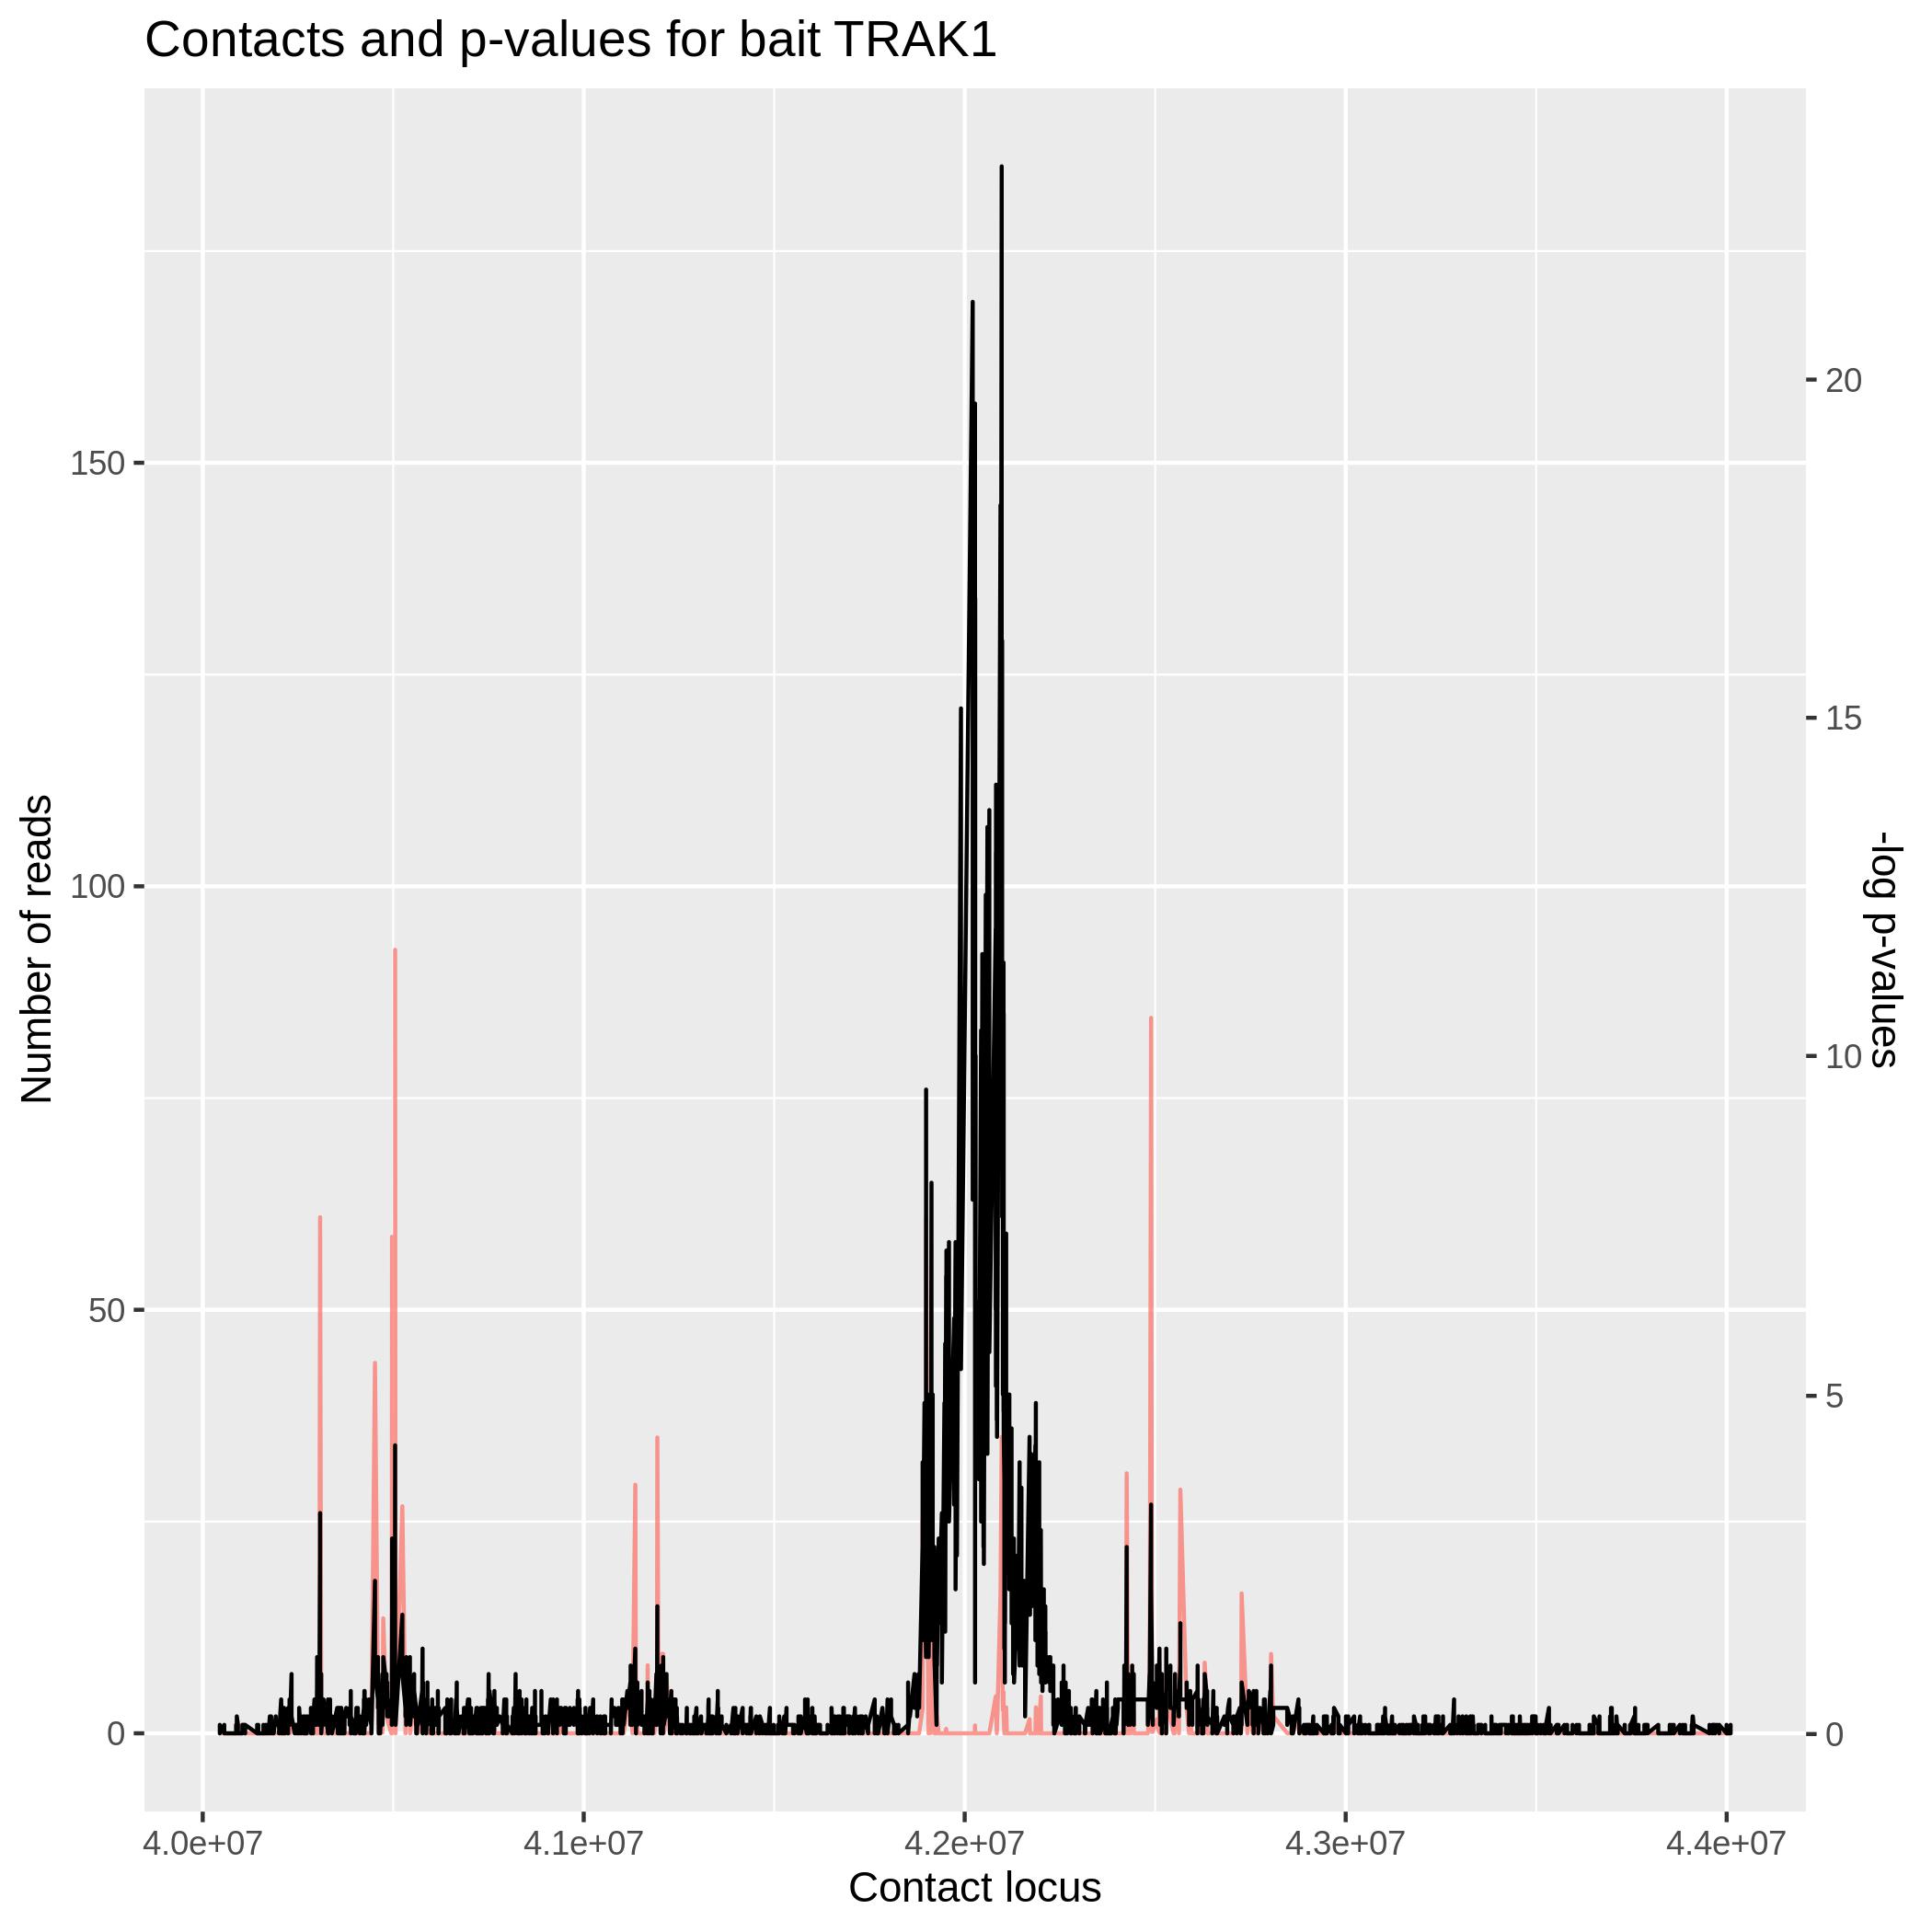 Contacts and p-values for bait TRAK1
Number of reads
150
100
50
0
20
15
10
5
0
-log p-values
4.0e+07 4.1e+07 4.2e+07 4.3e+07 4.4e+07
Contact locus